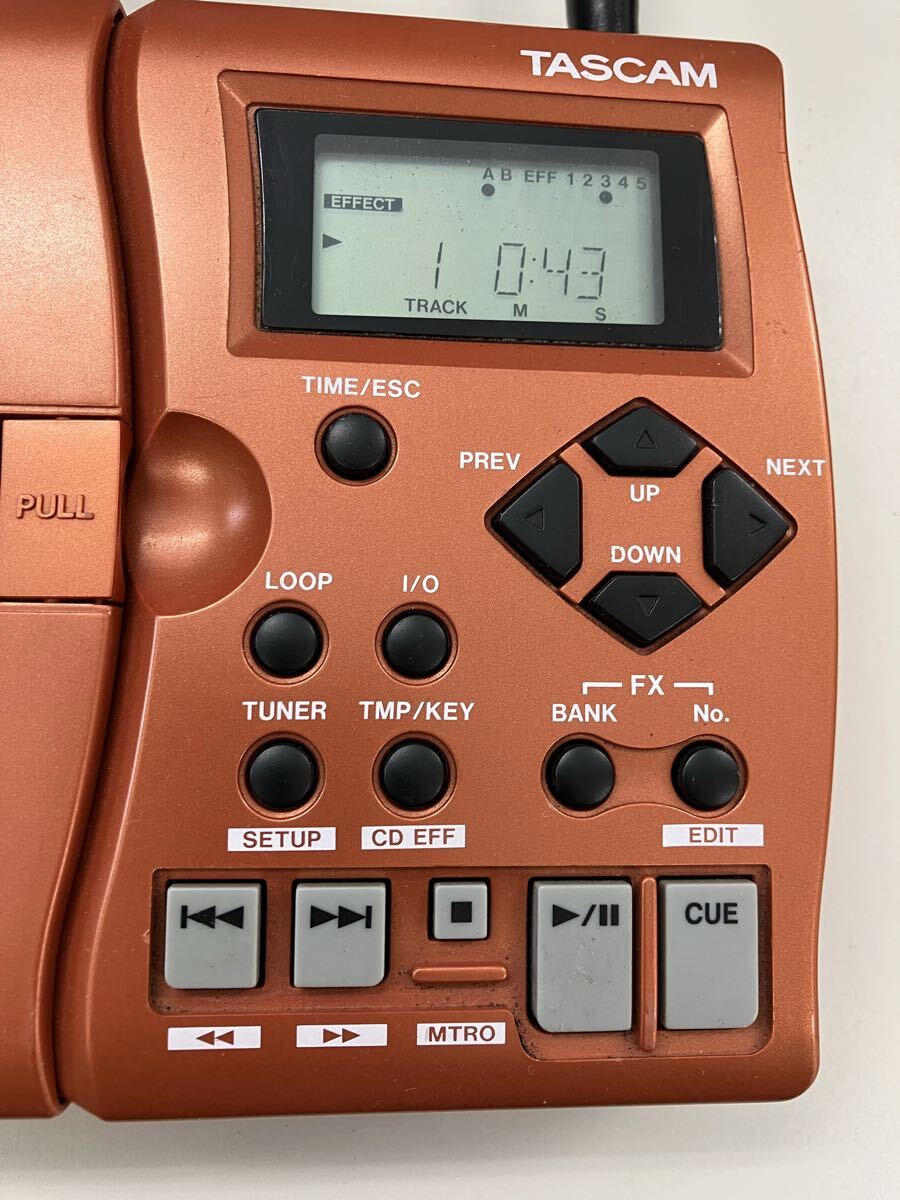 TASCAM
A B EFF 1 2 3 4 5
EFFECT
1 0:43
TRACK M S
TIME/ESC
PREV
NEXT
UP
DOWN
PULL
LOOP I/O
FX
TUNER TMP/KEY BANK No.
SETUP CD EFF EDIT
CUE
MTRO